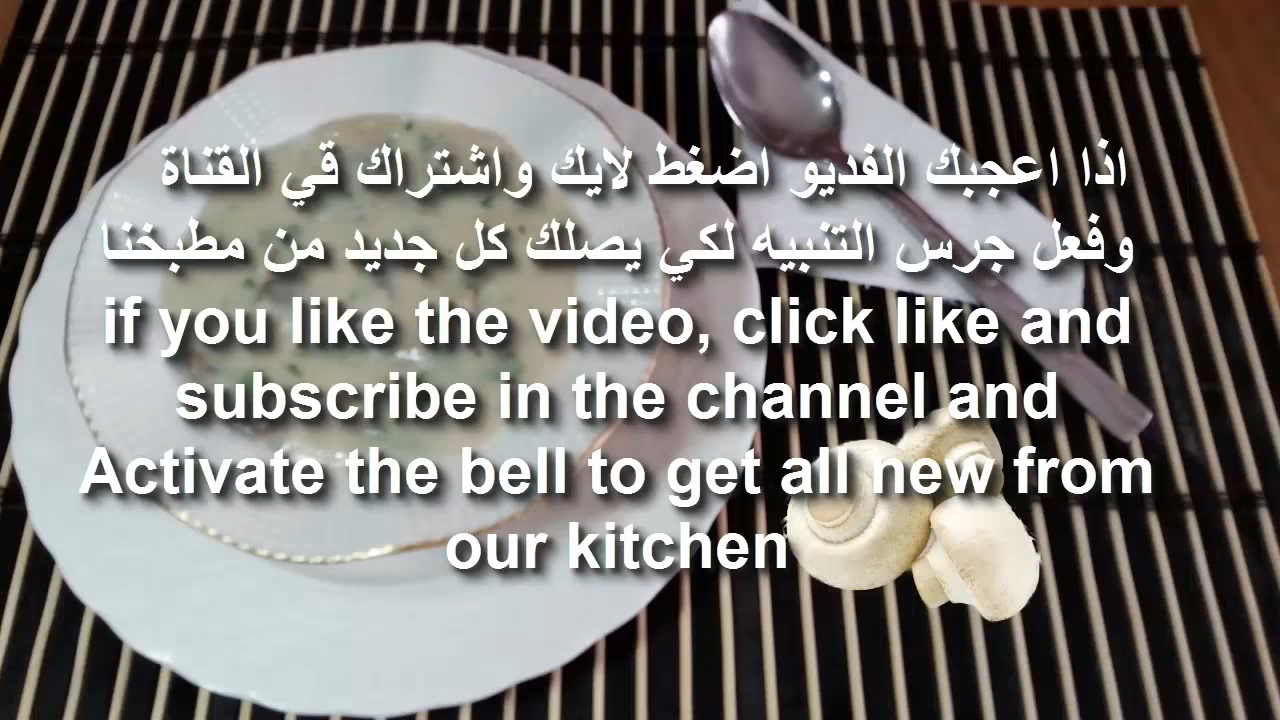 اذا اعجبك الفديو اضغط لايك واشتراك قي القناة
وفعل جرس التنبيه لكي يصلك كل جديد من مطبخنا
if you like the video, click like and
subscribe in the channel and
Activate the bell to get all new from
our kitchen